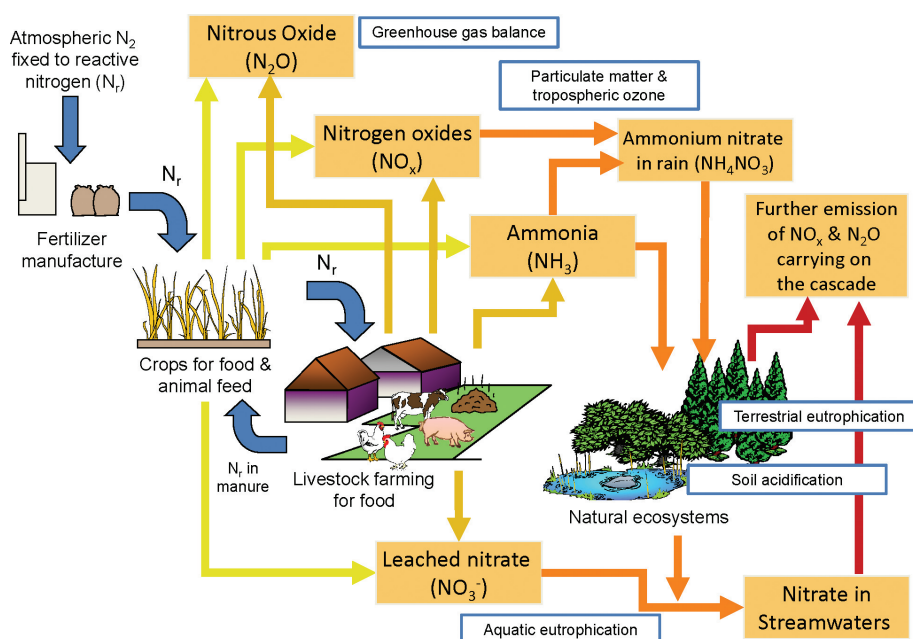 Atmospheric N₂
fixed to reactive
nitrogen (Nᵣ)
Nitrous Oxide
(N₂O)
Greenhouse gas balance
Particulate matter &
tropospheric ozone
Nitrogen oxides
(NOₓ)
Ammonium nitrate
in rain (NH₄NO₃)
Nᵣ
Fertilizer
manufacture
Ammonia
(NH₃)
Further emission
of NOₓ & N₂O
carrying on
the cascade
Nᵣ
Crops for food &
animal feed
Terrestrial eutrophication
Nᵣ in
manure
Livestock farming
for food
Soil acidification
Natural ecosystems
Leached nitrate
(NO₃⁻)
Nitrate in
Streamwaters
Aquatic eutrophication